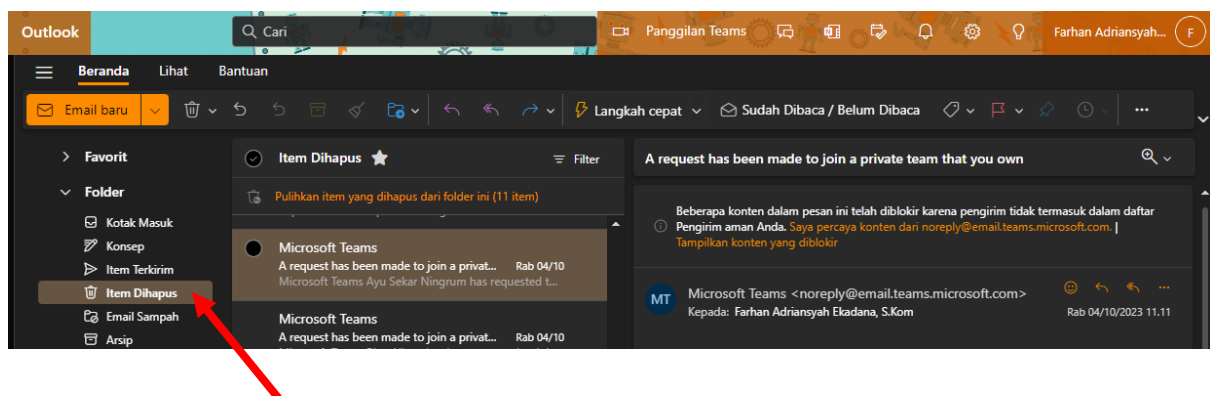 Outlook
Cari
Panggilan Teams
Farhan Adriansyah...
F
Beranda Lihat Bantuan
Email baru
Langkah cepat
Sudah Dibaca / Belum Dibaca
Favorit
Folder
Kotak Masuk
Konsep
Item Terkirim
Item Dihapus
Email Sampah
Arsip
Item Dihapus
Filter
Pulihkan item yang dihapus dari folder ini (11 item)
Microsoft Teams
A request has been made to join a privat... Rab 04/10
Microsoft Teams Ayu Sekar Ningrum has requested t...
Microsoft Teams
A request has been made to join a privat... Rab 04/10
A request has been made to join a private team that you own
Beberapa konten dalam pesan ini telah diblokir karena pengirim tidak termasuk dalam daftar
Pengirim aman Anda. Saya percaya konten dari noreply@email.teams.microsoft.com. |
Tampilkan konten yang diblokir
MT
Microsoft Teams <noreply@email.teams.microsoft.com>
Kepada: Farhan Adriansyah Ekadana, S.Kom
Rab 04/10/2023 11.11